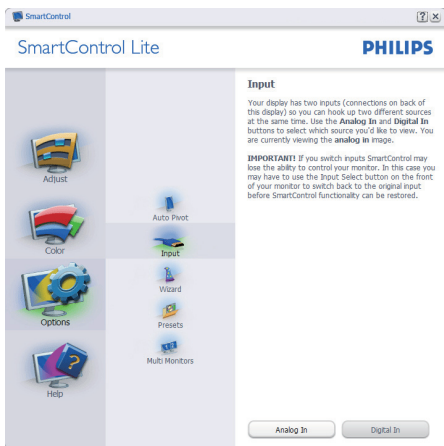 SmartControl
SmartControl Lite
PHILIPS
Adjust
Color
Options
Help
Auto Pivot
Input
Wizard
Presets
Multi Monitors
Input
Your display has two inputs (connections on back of
this display) so you can hook up two different sources
at the same time. Use the Analog In and Digital In
buttons to select which source you'd like to view. You
are currently viewing the analog in image.
IMPORTANT! If you switch inputs SmartControl may
lose the ability to control your monitor. In this case you
may have to use the Input Select button on the front
of your monitor to switch back to the original input
before SmartControl functionality can be restored.
Analog In
Digital In